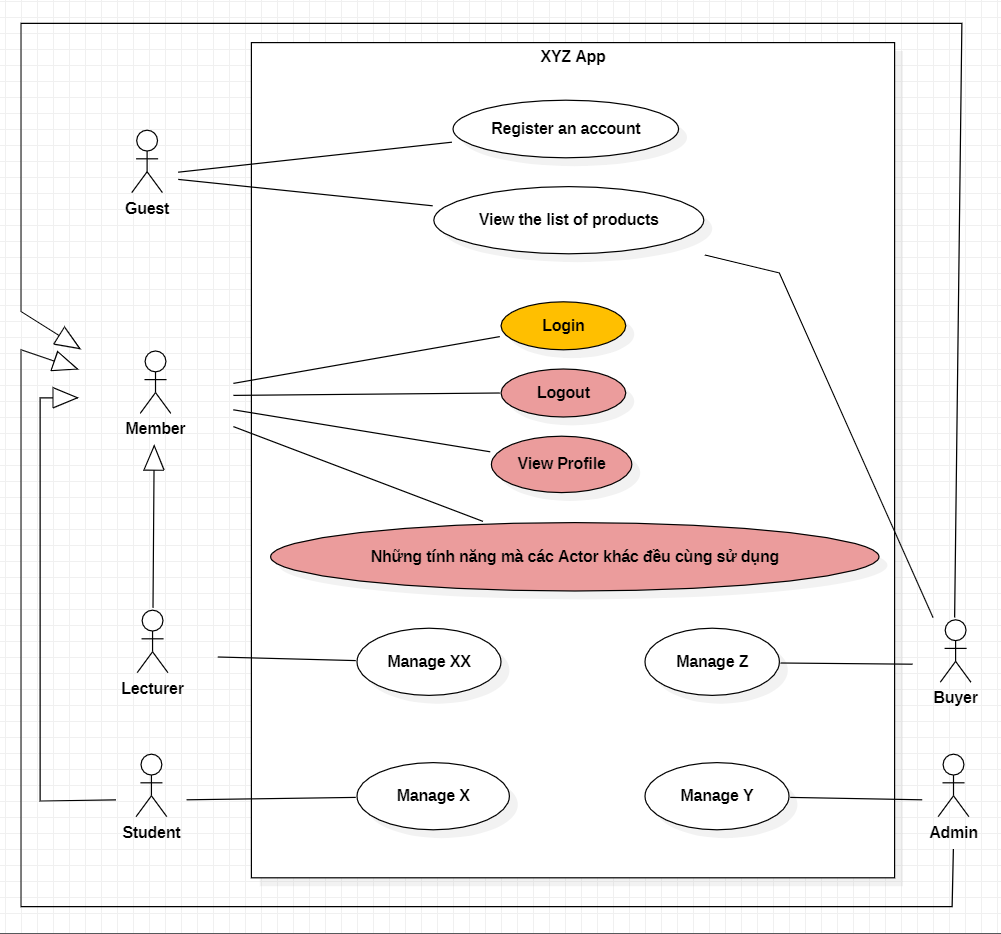 XYZ App
Register an account
Guest
View the list of products
Login
Logout
Member
View Profile
Những tính năng mà các Actor khác đều cùng sử dụng
Manage XX
Manage Z
Lecturer
Buyer
Manage X
Manage Y
Student
Admin